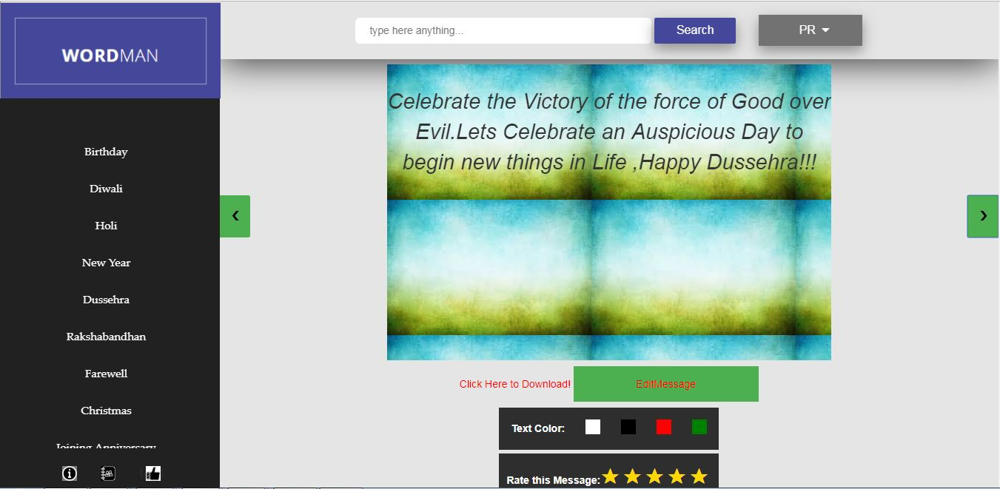 WORDMAN
type here anything...
Search
PR
Celebrate the Victory of the force of Good over
Evil.Lets Celebrate an Auspicious Day to
begin new things in Life ,Happy Dussehra!!!
Birthday
Diwali
Holi
New Year
Dussehra
Rakshabandhan
Farewell
Christmas
Joining Anniversary
Click Here to Download!
EditMessage
Text Color:
Rate this Message: